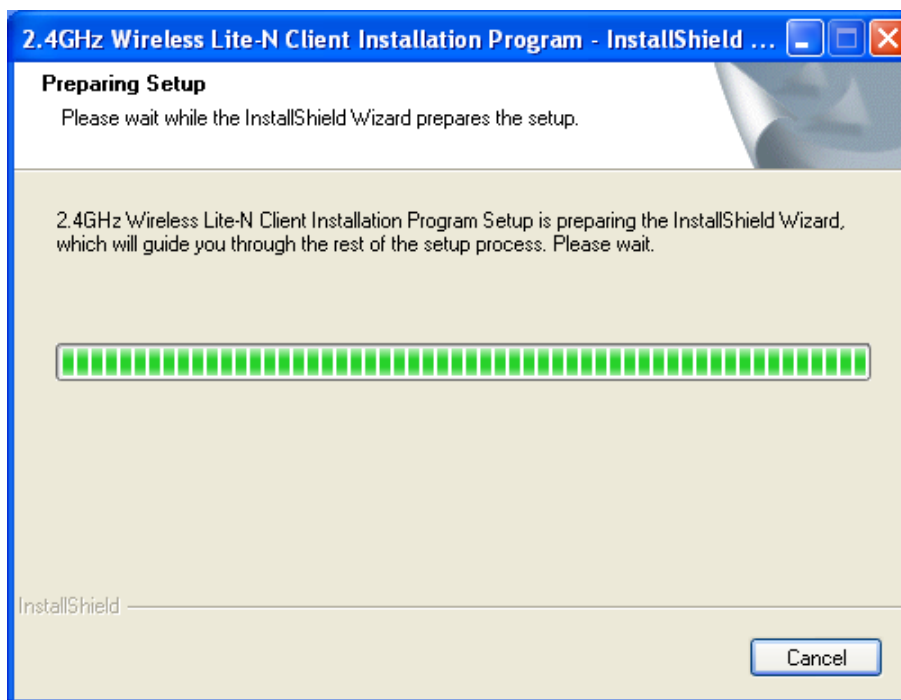 2.4GHz Wireless Lite-N Client Installation Program - InstallShield ...
Preparing Setup
Please wait while the InstallShield Wizard prepares the setup.
2.4GHz Wireless Lite-N Client Installation Program Setup is preparing the InstallShield Wizard,
which will guide you through the rest of the setup process. Please wait.
InstallShield
Cancel